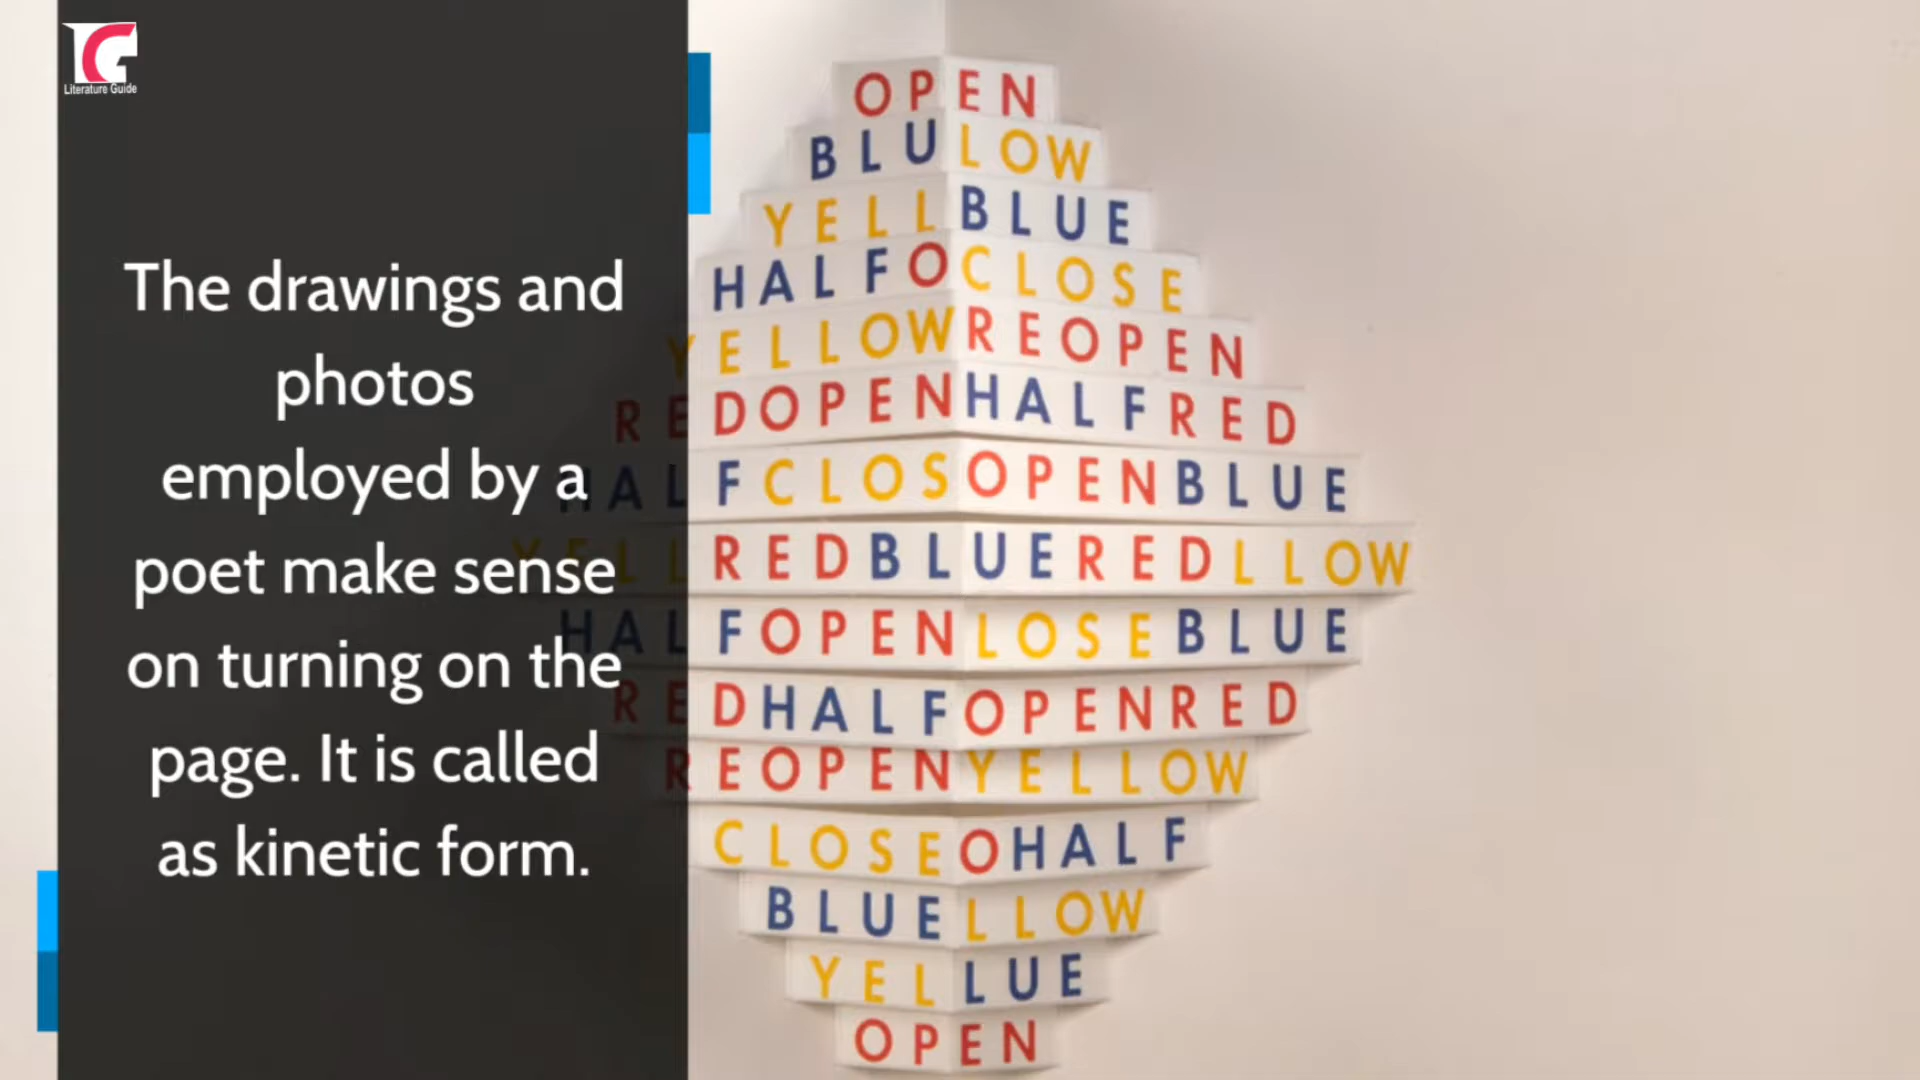 Literature Guide
The drawings and
photos
employed by a
poet make sense
on turning on the
page. It is called
as kinetic form.
OPEN
BLULOW
YELLBLUE
HALFOCLOSE
YELLOWREOPEN
REDOPENHALFRED
HALFCLOSOPENBLUE
YELLREDBLUEREDLLOW
HALFOPENLOSEBLUE
REDHALFOPENRED
REOPENYELLOW
CLOSEOHALF
BLUELLOW
YELLUE
OPEN